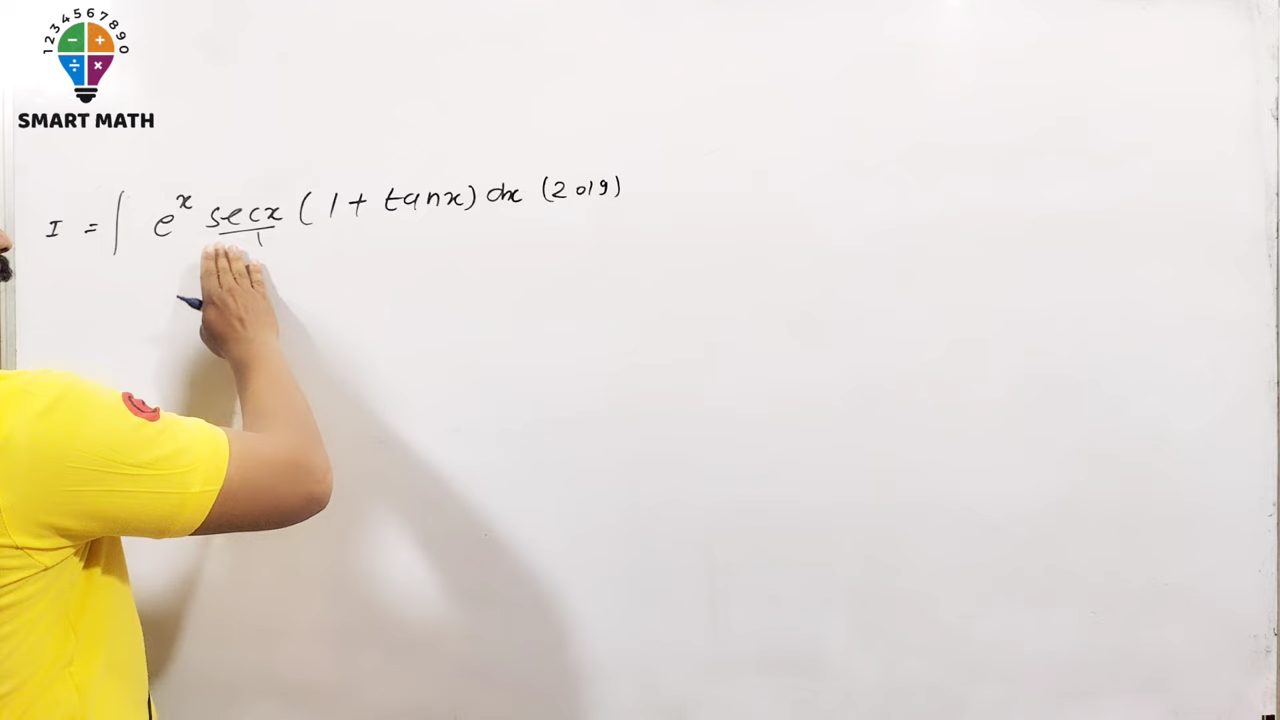 1234567890
− +
÷ ×
SMART MATH
I = ∫ e^x secx (1 + tanx) dx (2019)